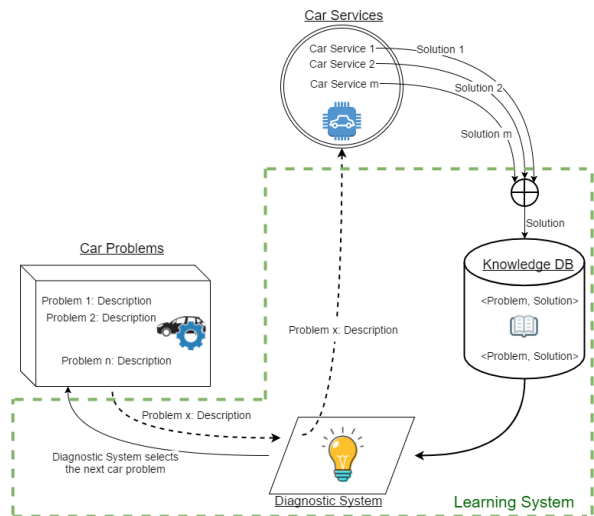 Car Services
Car Service 1
Solution 1
Car Service 2
Car Service m
Solution 2
Solution m
Solution
Car Problems
Knowledge DB
Problem 1: Description
<Problem, Solution>
Problem 2: Description
Problem x: Description
Problem n: Description
<Problem, Solution>
Problem x: Description
Diagnostic System selects
the next car problem
Diagnostic System
Learning System